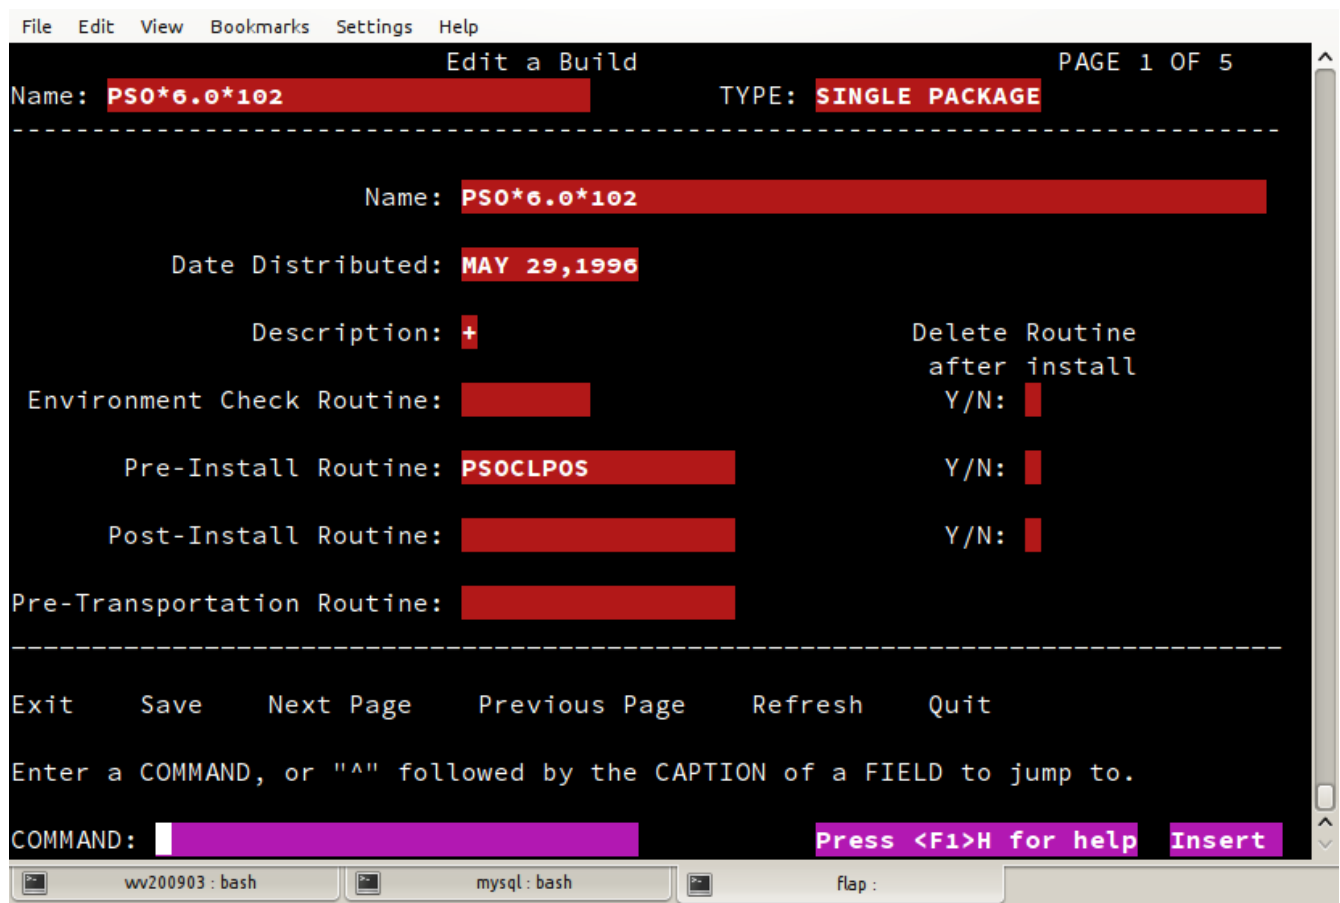 File Edit View Bookmarks Settings Help
Edit a Build PAGE 1 OF 5
Name: PSO*6.0*102 TYPE: SINGLE PACKAGE
-------------------------------------------------------------------------------
Name: PSO*6.0*102
Date Distributed: MAY 29,1996
Description: + Delete Routine
after install
Environment Check Routine: Y/N:
Pre-Install Routine: PSOCLPOS Y/N:
Post-Install Routine: Y/N:
Pre-Transportation Routine:
_______________________________________________________________________________
Exit Save Next Page Previous Page Refresh Quit
Enter a COMMAND, or "^" followed by the CAPTION of a FIELD to jump to.
COMMAND: Press <F1>H for help Insert
wv200903 : bash mysql : bash flap :